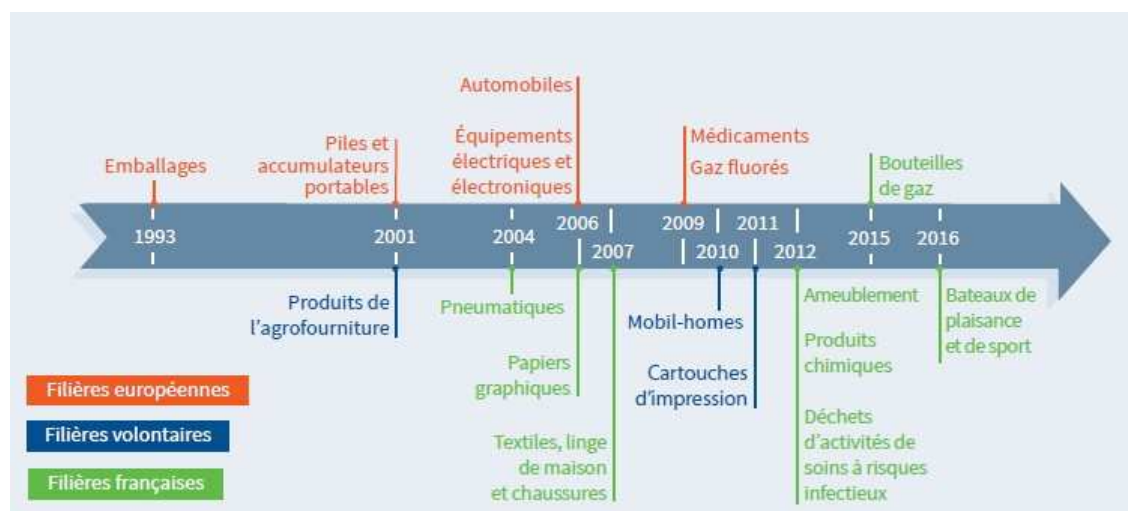 Automobiles
Équipements
électriques et
électroniques
Piles et
accumulateurs
portables
Emballages
Médicaments
Gaz fluorés
Bouteilles
de gaz
1993
2001
2004
2006
2007
2009
2010
2011
2012
2015
2016
Produits de
l'agrofourniture
Pneumatiques
Papiers
graphiques
Textiles, linge
de maison
et chaussures
Mobil-homes
Cartouches
d'impression
Ameublement
Produits
chimiques
Déchets
d'activités de
soins à risques
infectieux
Bateaux de
plaisance
et de sport
Filières européennes
Filières volontaires
Filières françaises